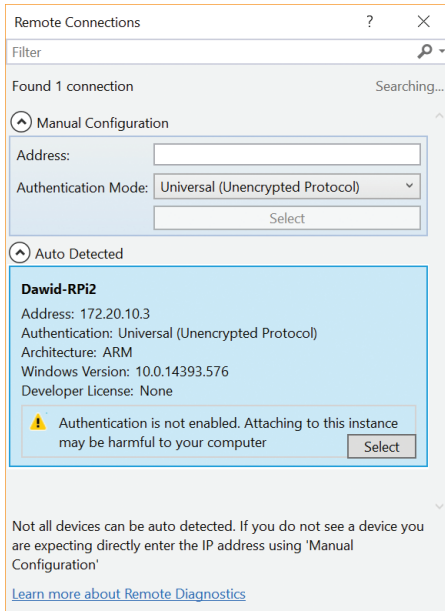 Remote Connections ? ×
Filter
Found 1 connection Searching...
Manual Configuration
Address:
Authentication Mode: Universal (Unencrypted Protocol)
Select
Auto Detected
Dawid-RPi2
Address: 172.20.10.3
Authentication: Universal (Unencrypted Protocol)
Architecture: ARM
Windows Version: 10.0.14393.576
Developer License: None
Authentication is not enabled. Attaching to this instance
may be harmful to your computer
Select
Not all devices can be auto detected. If you do not see a device you
are expecting directly enter the IP address using 'Manual
Configuration'
Learn more about Remote Diagnostics